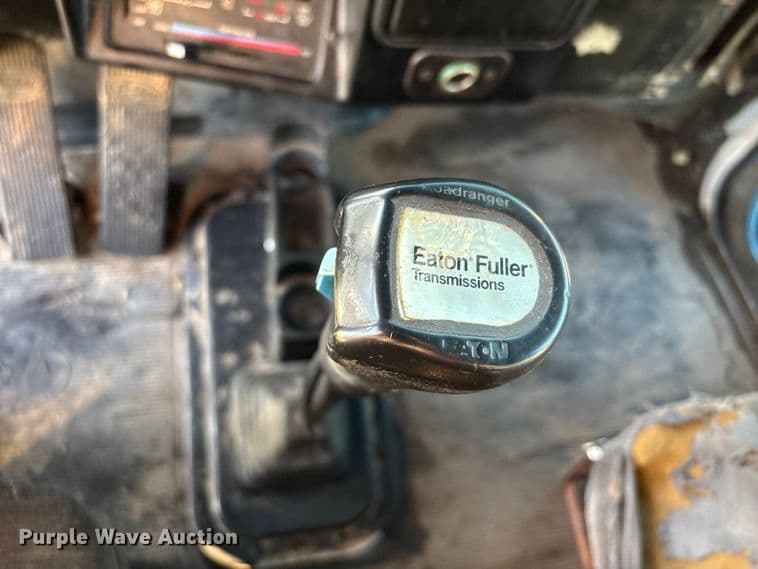 Roadranger
Eaton® Fuller®
Transmissions
EATON
Purple Wave Auction®